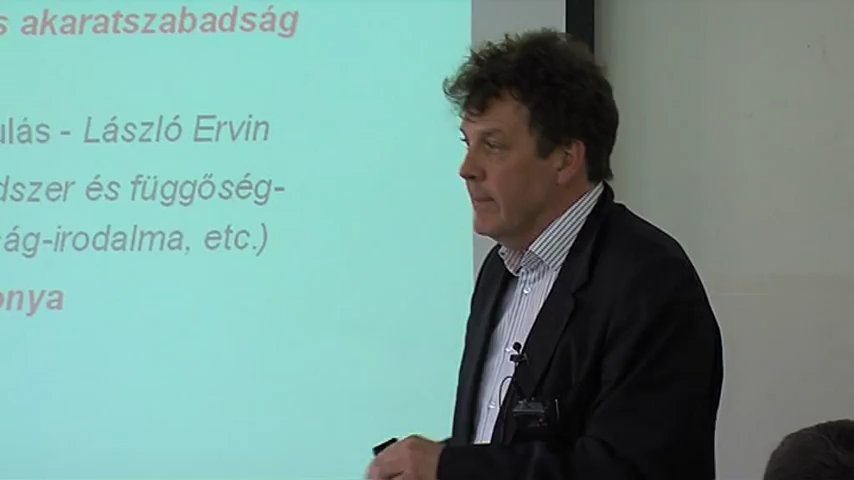 s akaratszabadság
ulás - László Ervin
dszer és függőség-
ág-irodalma, etc.)
onya